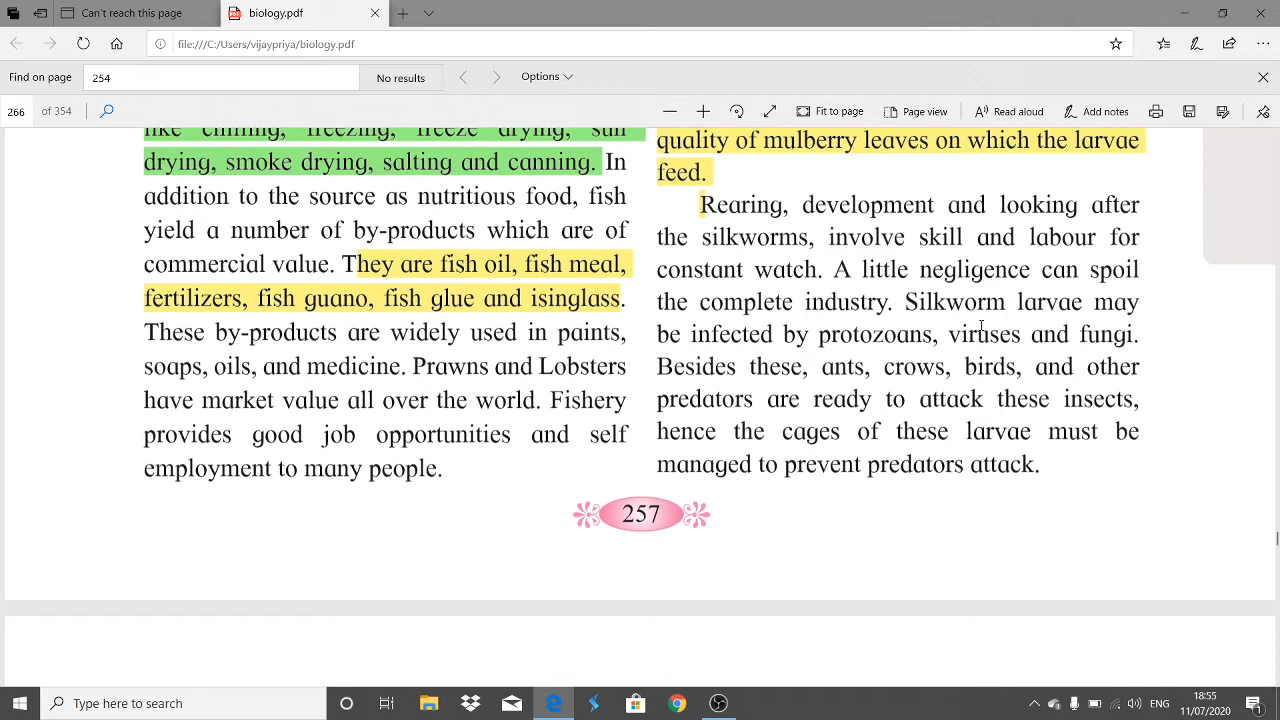 Can't reach this page
biology.pdf
file:///C:/Users/vijaypriya/biology.pdf
Find on page
254
No results
Options
266
of 354
Fit to page
Page view
Read aloud
Add notes
like chilling, freezing, freeze drying, sun
drying, smoke drying, salting and canning. In
addition to the source as nutritious food, fish
yield a number of by-products which are of
commercial value. They are fish oil, fish meal,
fertilizers, fish guano, fish glue and isinglass.
These by-products are widely used in paints,
soaps, oils, and medicine. Prawns and Lobsters
have market value all over the world. Fishery
provides good job opportunities and self
employment to many people.
quality of mulberry leaves on which the larvae
feed.
Rearing, development and looking after
the silkworms, involve skill and labour for
constant watch. A little negligence can spoil
the complete industry. Silkworm larvae may
be infected by protozoans, viruses and fungi.
Besides these, ants, crows, birds, and other
predators are ready to attack these insects,
hence the cages of these larvae must be
managed to prevent predators attack.
257
Type here to search
ENG
18:55
11/07/2020